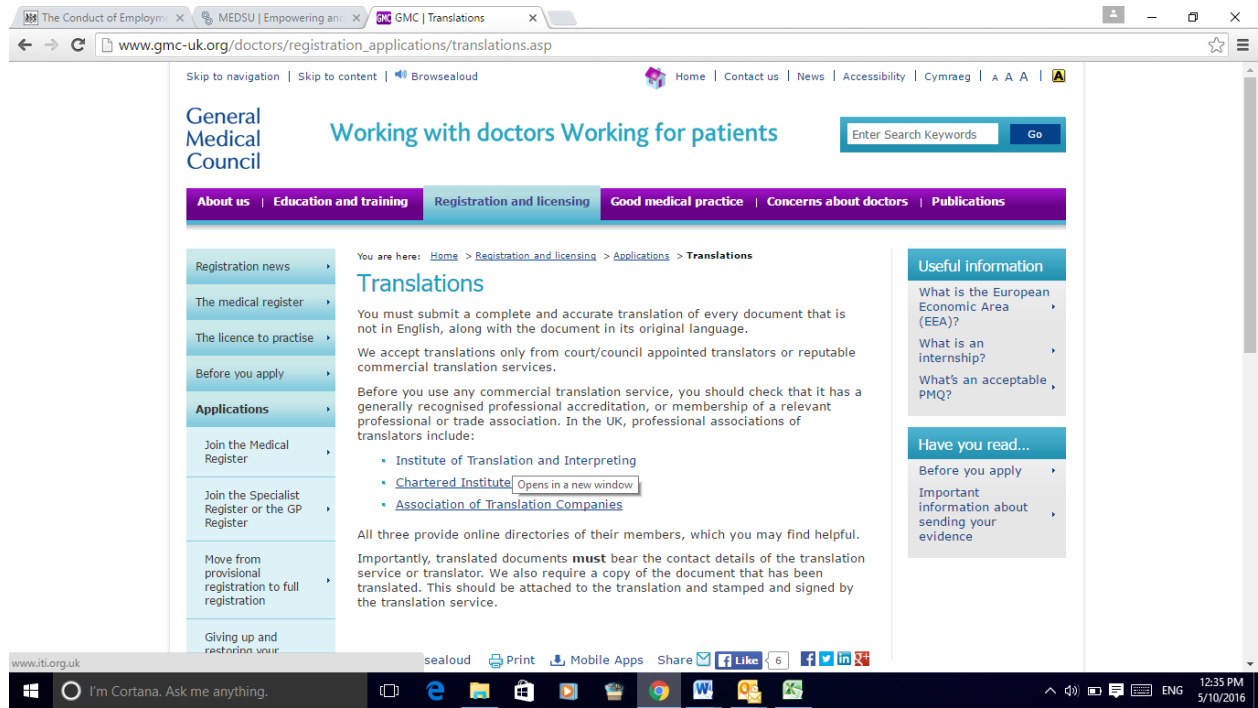 The Conduct of Employm
MEDSU | Empowering an
GMC | Translations
www.gmc-uk.org/doctors/registration_applications/translations.asp
Skip to navigation | Skip to content | Browsealoud
Home | Contact us | News | Accessibility | Cymraeg | A A A | A
General
Medical
Council
Working with doctors Working for patients
Enter Search Keywords
Go
About us | Education and training
Registration and licensing
Good medical practice | Concerns about doctors | Publications
Registration news
The medical register
The licence to practise
Before you apply
Applications
Join the Medical
Register
Join the Specialist
Register or the GP
Register
Move from
provisional
registration to full
registration
Giving up and
restoring your
You are here: Home > Registration and licensing > Applications > Translations
Translations
You must submit a complete and accurate translation of every document that is
not in English, along with the document in its original language.
We accept translations only from court/council appointed translators or reputable
commercial translation services.
Before you use any commercial translation service, you should check that it has a
generally recognised professional accreditation, or membership of a relevant
professional or trade association. In the UK, professional associations of
translators include:
Institute of Translation and Interpreting
Chartered Institute
Opens in a new window
Association of Translation Companies
All three provide online directories of their members, which you may find helpful.
Importantly, translated documents must bear the contact details of the translation
service or translator. We also require a copy of the document that has been
translated. This should be attached to the translation and stamped and signed by
the translation service.
sealoud Print Mobile Apps Share Like 6
Useful information
What is the European
Economic Area
(EEA)?
What is an
internship?
What's an acceptable
PMQ?
Have you read...
Before you apply
Important
information about
sending your
evidence
www.iti.org.uk
I'm Cortana. Ask me anything.
ENG
12:35 PM
5/10/2016